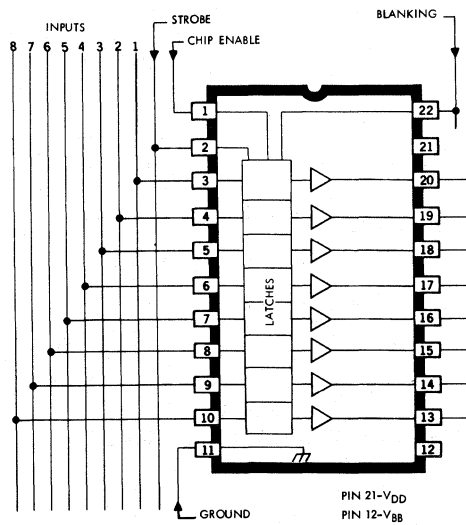 STROBE
BLANKING
INPUTS
CHIP ENABLE
8 7 6 5 4 3 2 1
1 22
2 21
3 20
4 19
5 18
6 17
7 16
8 15
9 14
10 13
11 12
LATCHES
GROUND
PIN 21-VDD
PIN 12-VBB